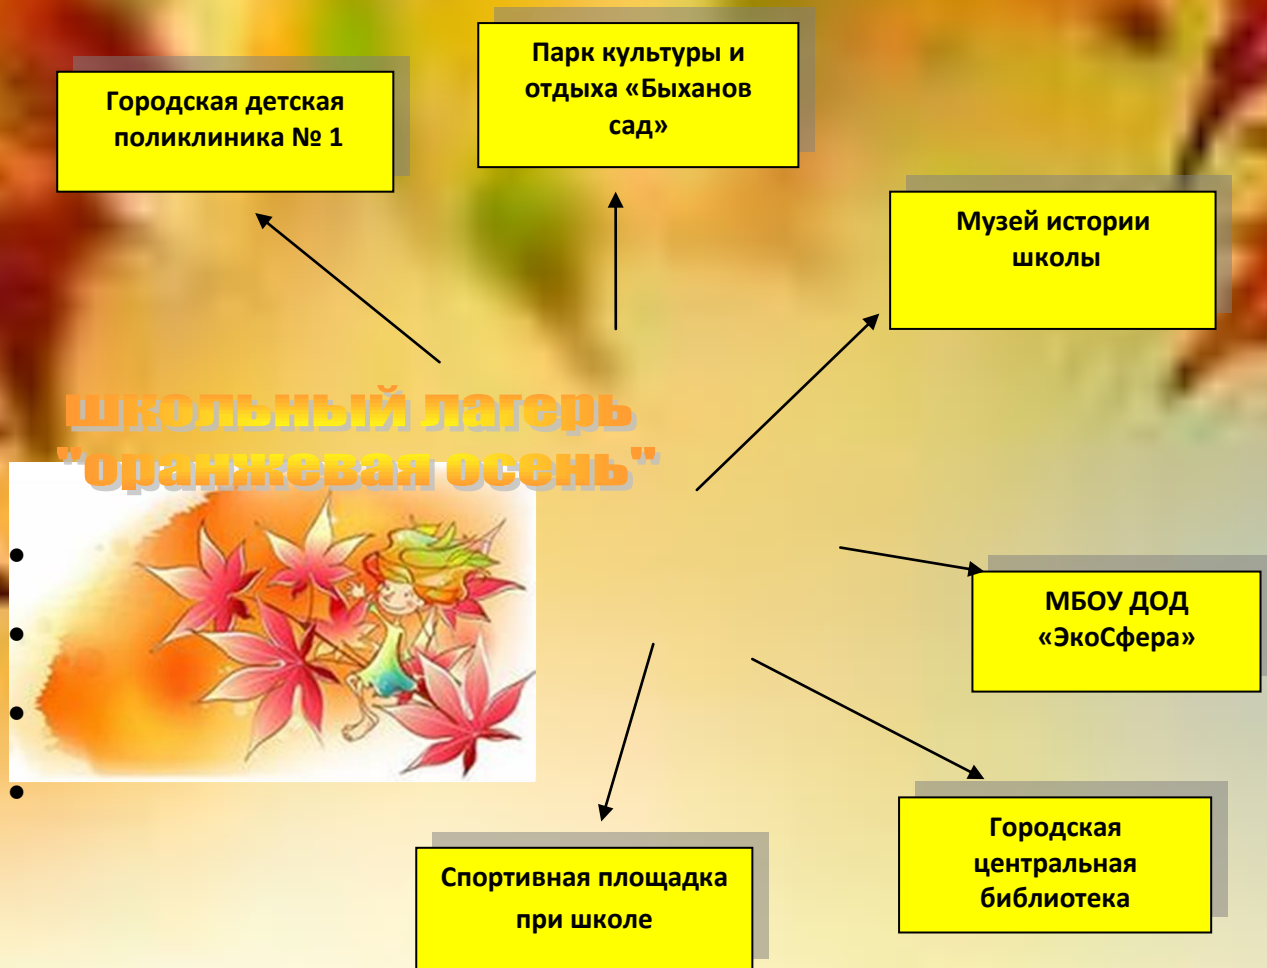 Парк культуры и
отдыха «Быханов
сад»
Городская детская
поликлиника № 1
Музей истории
школы
школьный лагерь
"оранжевая осень"
МБОУ ДОД
«ЭкоСфера»
Городская
центральная
библиотека
Спортивная площадка
при школе